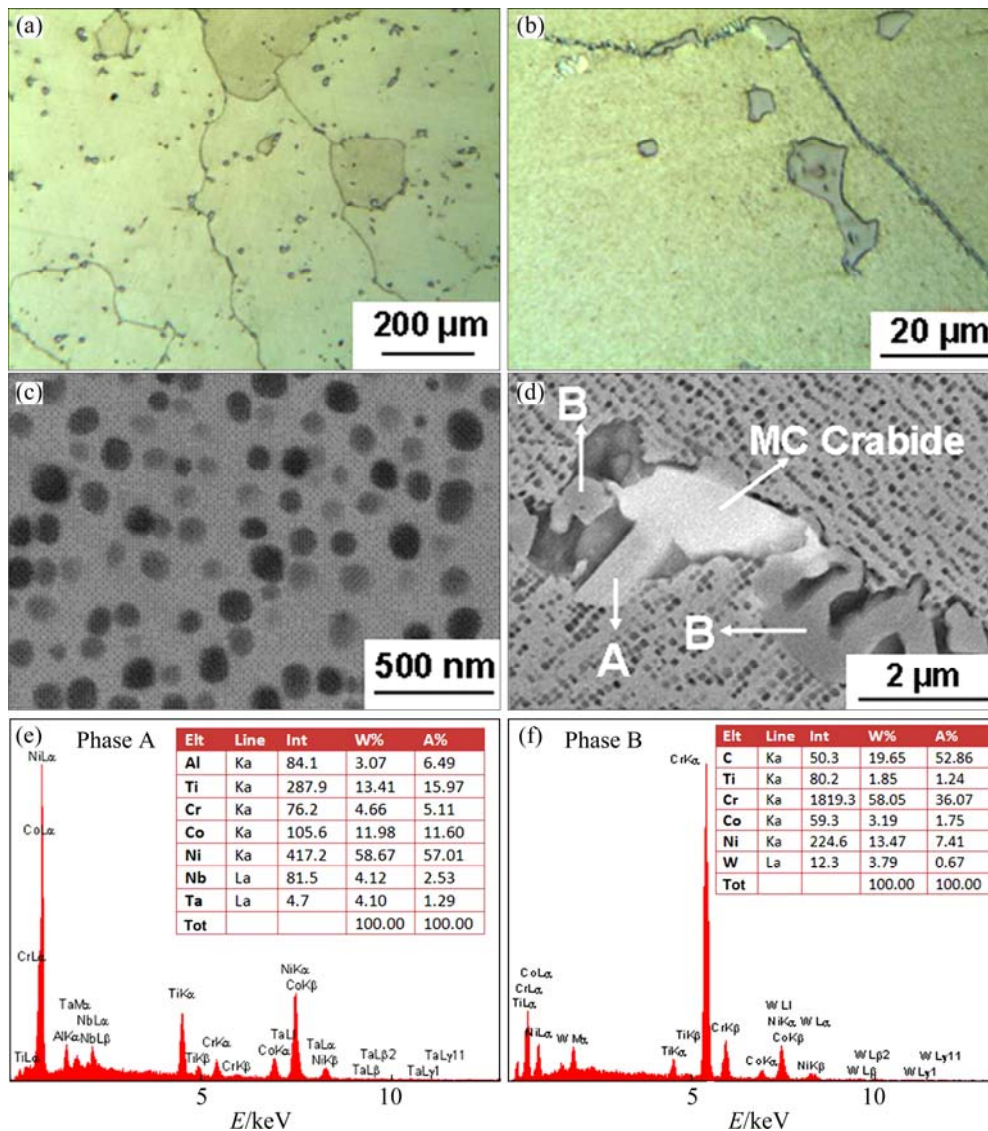 (a)
200 µm
(b)
20 µm
(c)
500 nm
(d)
B
MC Crabide
A
B
2 µm
(e) Phase A
Elt Line Int W% A%
Al Ka 84.1 3.07 6.49
Ti Ka 287.9 13.41 15.97
Cr Ka 76.2 4.66 5.11
Co Ka 105.6 11.98 11.60
Ni Ka 417.2 58.67 57.01
Nb La 81.5 4.12 2.53
Ta La 4.7 4.10 1.29
Tot 100.00 100.00
NiLα
CoLα
CrLα
TiLα
TaMα
NbLα
AlKα NbLβ
TiKα
TiKβ
CrKα
CrKβ
TaLl
CoKα
NiKα
CoKβ
TaLα
NiKβ
TaLβ2
TaLβ
TaLγ11
TaLγ1
5 10
E/keV
(f) Phase B
Elt Line Int W% A%
C Ka 50.3 19.65 52.86
Ti Ka 80.2 1.85 1.24
Cr Ka 1819.3 58.05 36.07
Co Ka 59.3 3.19 1.75
Ni Ka 224.6 13.47 7.41
W La 12.3 3.79 0.67
Tot 100.00 100.00
CrKα
CoLα
CrLα
TiLα
NiLα
W Mα
TiKβ
TiKα
CrKβ
CoKα
W Ll
NiKα W Lα
CoKβ
NiKβ
W Lβ2
W Lβ
W Lγ11
W Lγ1
5 10
E/keV